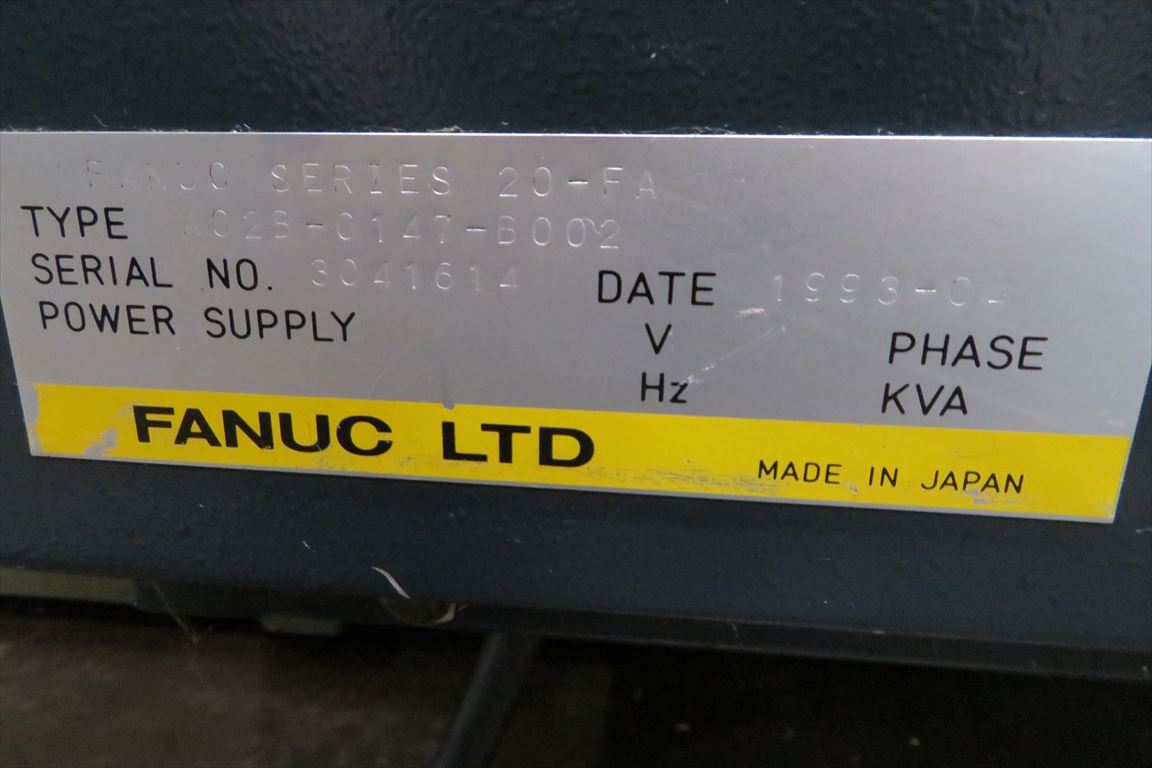 FANUC SERIES 20-FA
TYPE A02B-0147-B002
SERIAL NO. 3041614 DATE 1993-04
POWER SUPPLY V PHASE
Hz KVA
FANUC LTD MADE IN JAPAN